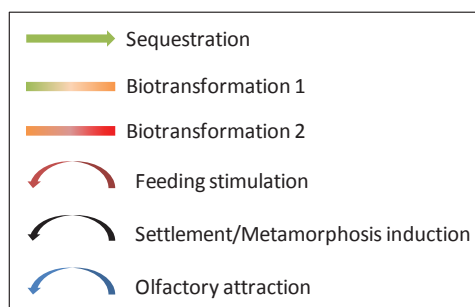 Sequestration
Biotransformation 1
Biotransformation 2
Feeding stimulation
Settlement/Metamorphosis induction
Olfactory attraction